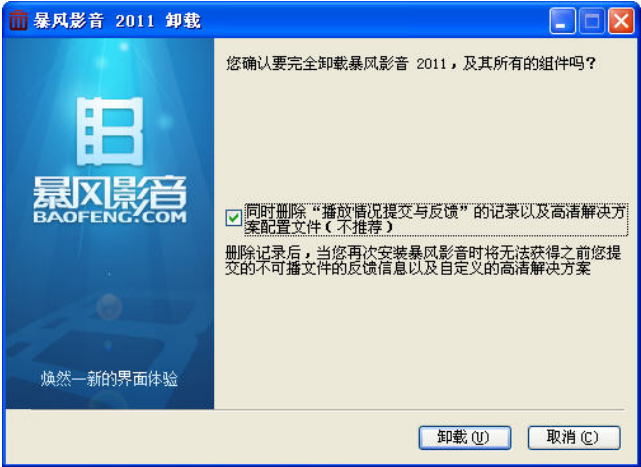 暴风影音 2011 卸载
您确认要完全卸载暴风影音 2011，及其所有的组件吗？
暴风影音
BAOFENG.COM
同时删除“播放情况提交与反馈”的记录以及高清解决方
案配置文件（不推荐）
删除记录后，当您再次安装暴风影音时将无法获得之前您提
交的不可播文件的反馈信息以及自定义的高清解决方案
焕然一新的界面体验
卸载(U)
取消(C)